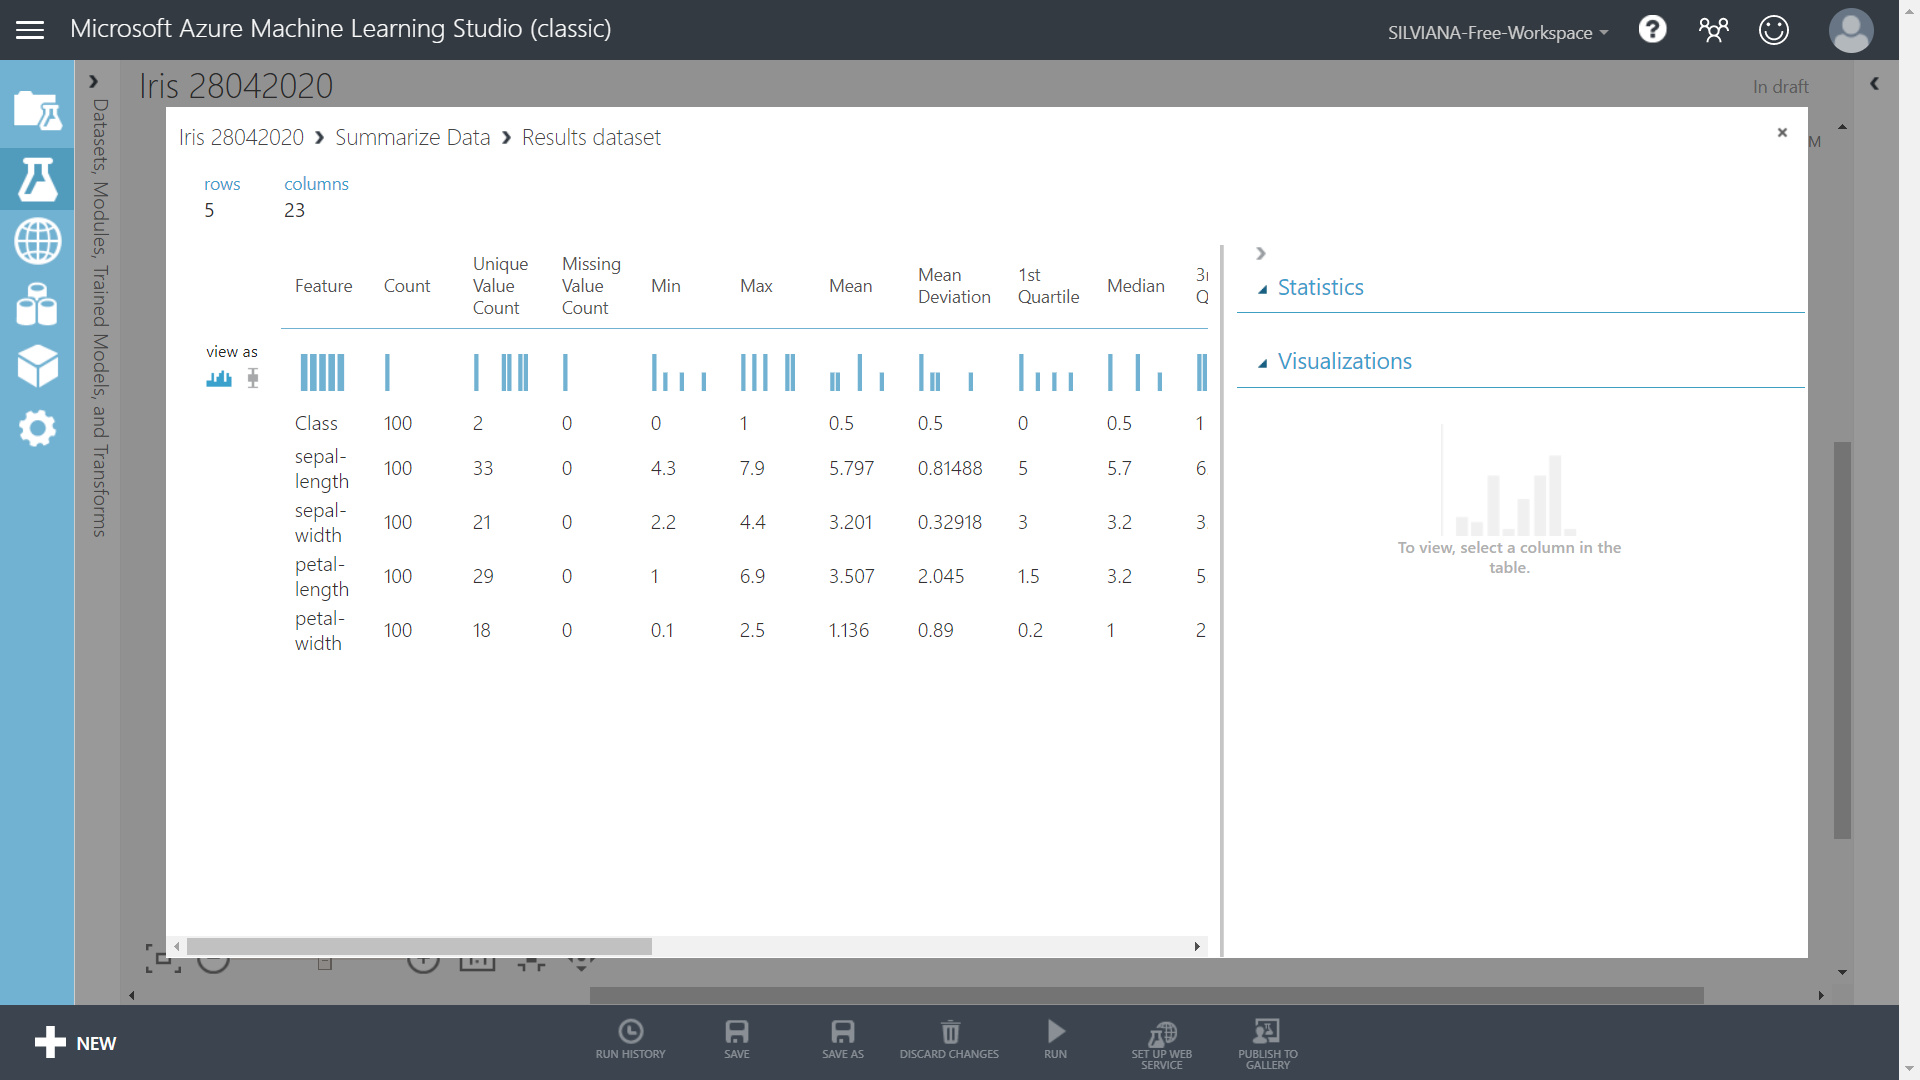 Microsoft Azure Machine Learning Studio (classic)
SILVIANA-Free-Workspace
Datasets, Modules, Trained Models, and Transforms
Iris 28042020
In draft
M
Iris 28042020 > Summarize Data > Results dataset
rows columns
5 23
Feature Count Unique Value Count Missing Value Count Min Max Mean Mean Deviation 1st Quartile Median
view as
Class 100 2 0 0 1 0.5 0.5 0 0.5 1
sepal-length 100 33 0 4.3 7.9 5.797 0.81488 5 5.7 6
sepal-width 100 21 0 2.2 4.4 3.201 0.32918 3 3.2 3
petal-length 100 29 0 1 6.9 3.507 2.045 1.5 3.2 5
petal-width 100 18 0 0.1 2.5 1.136 0.89 0.2 1 2
Statistics
Visualizations
To view, select a column in the
table.
1:1
NEW
RUN HISTORY
SAVE
SAVE AS
DISCARD CHANGES
RUN
SET UP WEB
SERVICE
PUBLISH TO
GALLERY